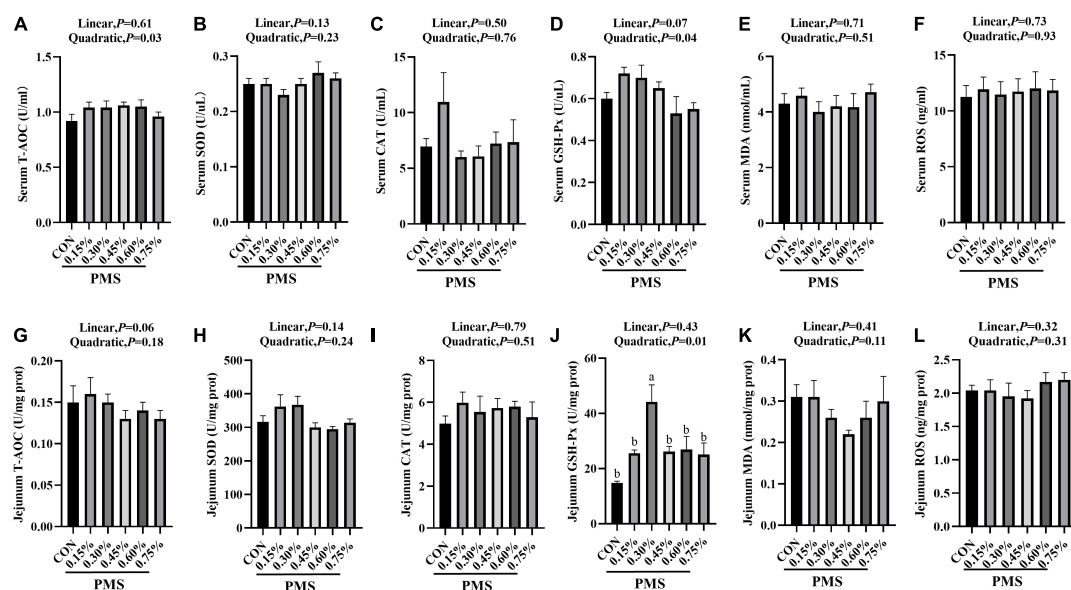 A
Linear,P=0.61
Quadratic,P=0.03
Serum T-AOC (U/ml)
1.5
1.0
0.5
0.0
CON
0.15%
0.30%
0.45%
0.60%
0.75%
PMS
B
Linear,P=0.13
Quadratic,P=0.23
Serum SOD (U/uL)
0.3
0.2
0.1
0.0
CON
0.15%
0.30%
0.45%
0.60%
0.75%
PMS
C
Linear,P=0.50
Quadratic,P=0.76
Serum CAT (U/mL)
15
10
5
0
CON
0.15%
0.30%
0.45%
0.60%
0.75%
PMS
D
Linear,P=0.07
Quadratic,P=0.04
Serum GSH-Px (U/uL)
0.8
0.6
0.4
0.2
0.0
CON
0.15%
0.30%
0.45%
0.60%
0.75%
PMS
E
Linear,P=0.71
Quadratic,P=0.51
Serum MDA (nmol/mL)
6
4
2
0
CON
0.15%
0.30%
0.45%
0.60%
0.75%
PMS
F
Linear,P=0.73
Quadratic,P=0.93
Serum ROS (ng/ml)
15
10
5
0
CON
0.15%
0.30%
0.45%
0.60%
0.75%
PMS
G
Linear,P=0.06
Quadratic,P=0.18
Jejunum T-AOC (U/mg prot)
0.20
0.15
0.10
0.05
0.00
CON
0.15%
0.30%
0.45%
0.60%
0.75%
PMS
H
Linear,P=0.14
Quadratic,P=0.24
Jejunum SOD (U/mg prot)
500
400
300
200
100
0
CON
0.15%
0.30%
0.45%
0.60%
0.75%
PMS
I
Linear,P=0.79
Quadratic,P=0.51
Jejunum CAT (U/mg prot)
8
6
4
2
0
CON
0.15%
0.30%
0.45%
0.60%
0.75%
PMS
J
Linear,P=0.43
Quadratic,P=0.01
Jejunum GSH-Px (U/mg prot)
60
40
20
0
b
b
a
b
b
b
CON
0.15%
0.30%
0.45%
0.60%
0.75%
PMS
K
Linear,P=0.41
Quadratic,P=0.11
Jejunum MDA (nmol/mg prot)
0.4
0.3
0.2
0.1
0.0
CON
0.15%
0.30%
0.45%
0.60%
0.75%
PMS
L
Linear,P=0.32
Quadratic,P=0.31
Jejunum ROS (ng/mg prot)
2.5
2.0
1.5
1.0
0.5
0.0
CON
0.15%
0.30%
0.45%
0.60%
0.75%
PMS